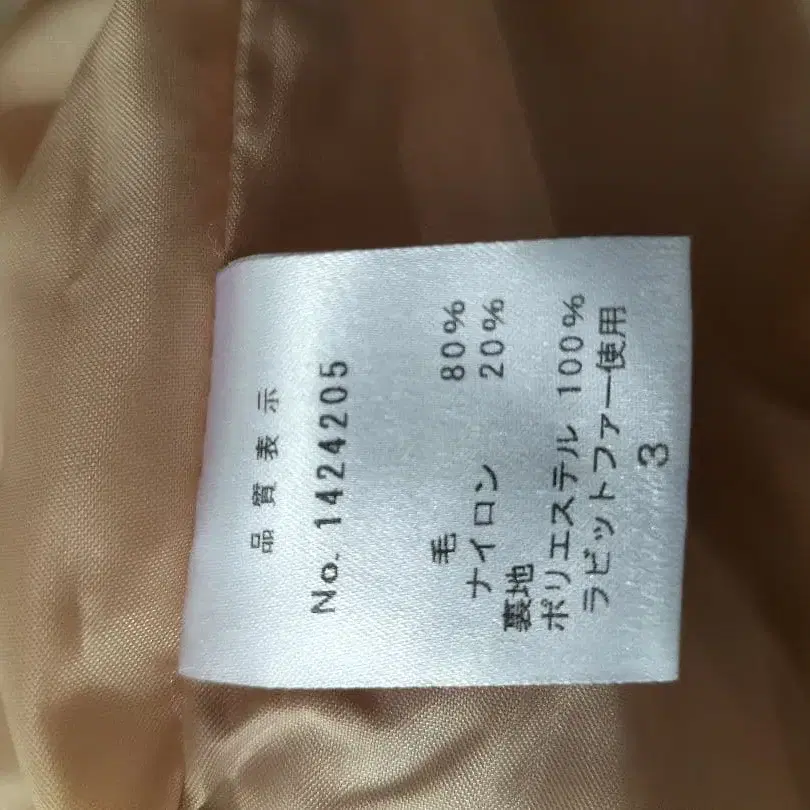 品質表示
No. 1424205
毛 80%
ナイロン 20%
裏地
ポリエステル 100%
ラビットファー使用
3